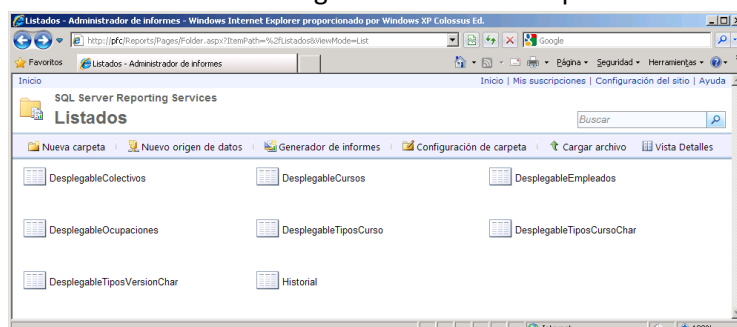 Listados - Administrador de informes - Windows Internet Explorer proporcionado por Windows XP Colossus Ed.
http://pfc/Reports/Pages/Folder.aspx?ItemPath=%2fListados&ViewMode=List
Google
Favoritos Listados - Administrador de informes Página Seguridad Herramientas
Inicio Inicio | Mis suscripciones | Configuración del sitio | Ayuda
SQL Server Reporting Services
Listados Buscar
Nueva carpeta Nuevo origen de datos Generador de informes Configuración de carpeta Cargar archivo Vista Detalles
DesplegableColectivos DesplegableCursos DesplegableEmpleados
DesplegableOcupaciones DesplegableTiposCurso DesplegableTiposCursoChar
DesplegableTiposVersionChar Historial